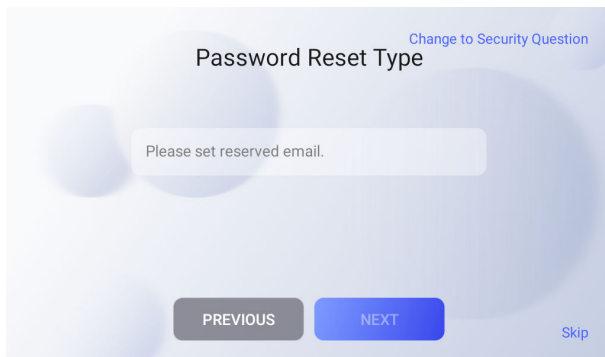 Change to Security Question
Password Reset Type
Please set reserved email.
PREVIOUS
NEXT
Skip